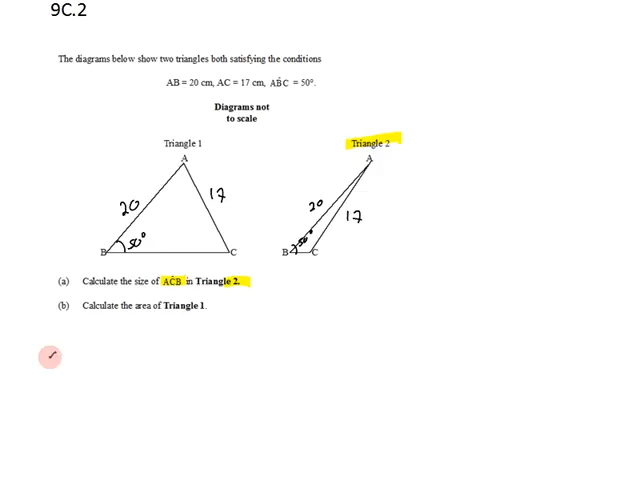 9C.2
The diagrams below show two triangles both satisfying the conditions
AB = 20 cm, AC = 17 cm, AB̂C = 50°.
Diagrams not
to scale
Triangle 1
Triangle 2
A
A
20
17
20
17
50°
50°
B
C
B
C
(a) Calculate the size of AĈB in Triangle 2.
(b) Calculate the area of Triangle 1.